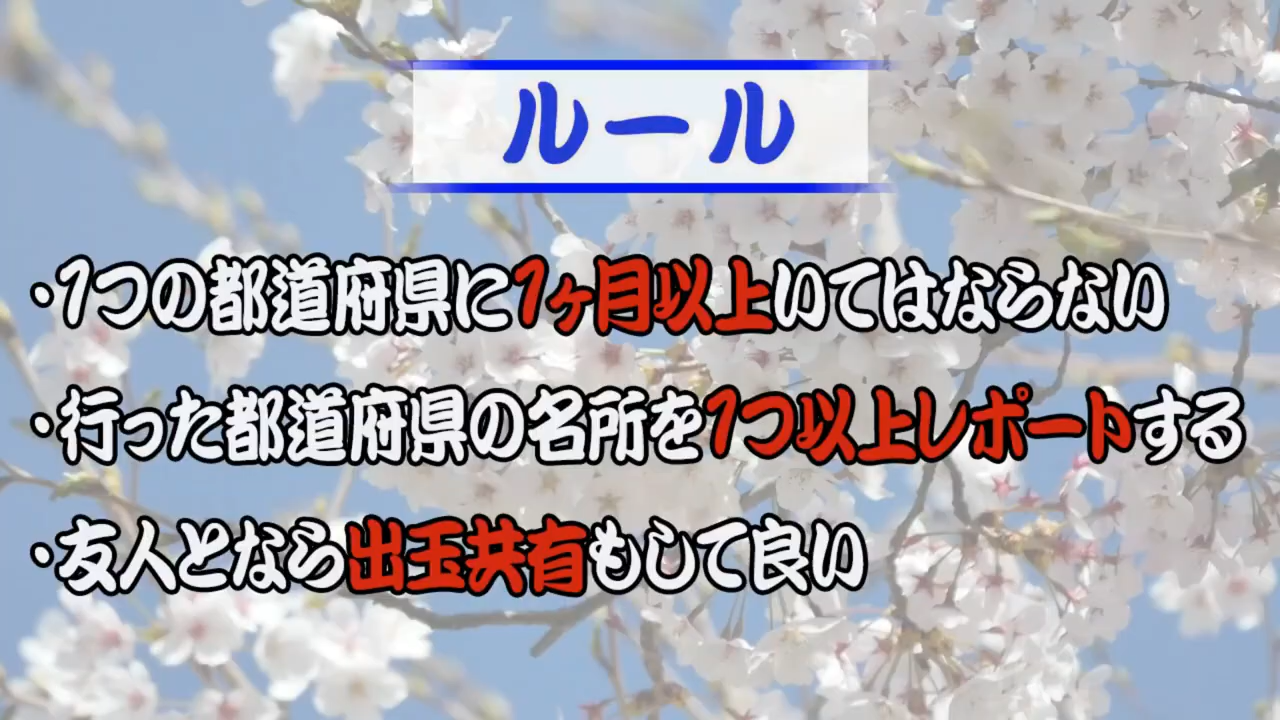 ルール
・1つの都道府県に1ヶ月以上いてはならない
・行った都道府県の名所を1つ以上レポートする
・友人となら出玉共有もして良い